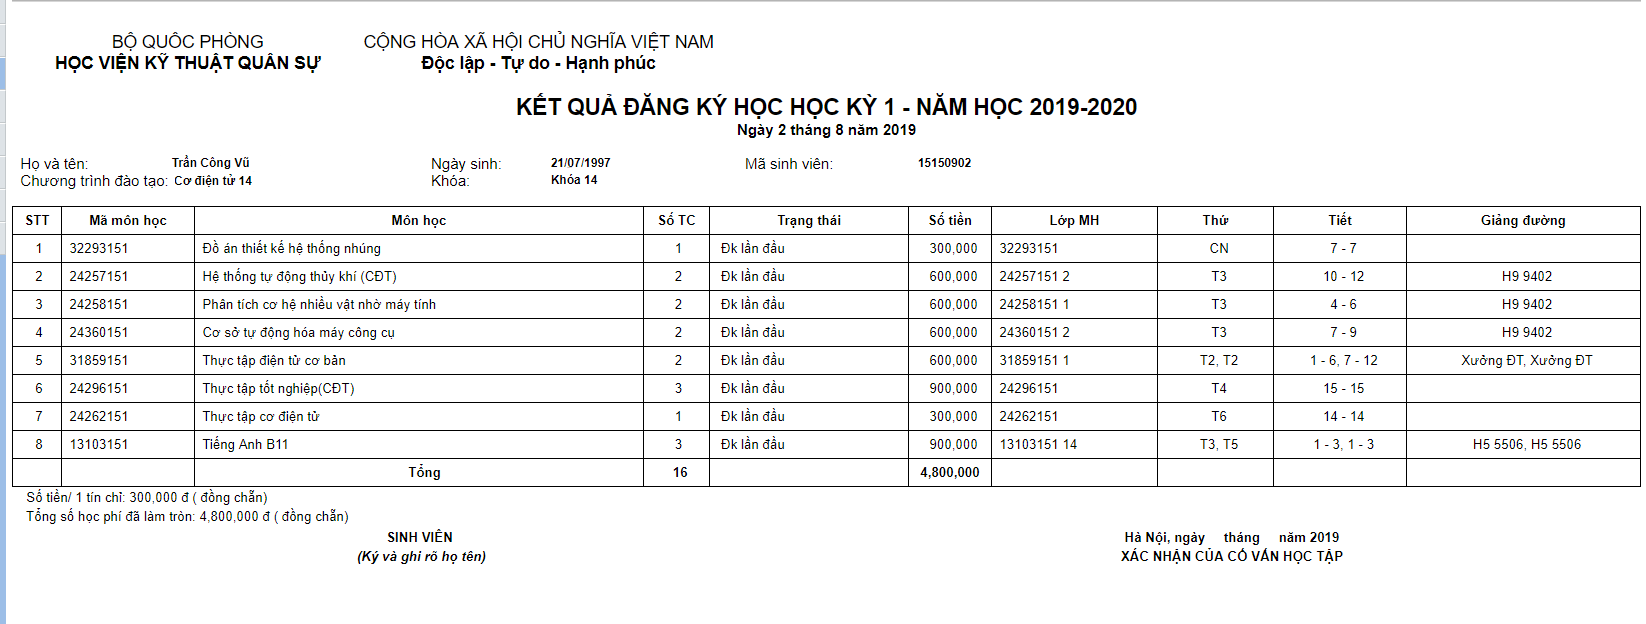 BỘ QUỐC PHÒNG CỘNG HÒA XÃ HỘI CHỦ NGHĨA VIỆT NAM
HỌC VIỆN KỸ THUẬT QUÂN SỰ Độc lập - Tự do - Hạnh phúc
KẾT QUẢ ĐĂNG KÝ HỌC HỌC KỲ 1 - NĂM HỌC 2019-2020
Ngày 2 tháng 8 năm 2019
Họ và tên: Trần Công Vũ Ngày sinh: 21/07/1997 Mã sinh viên: 15150902
Chương trình đào tạo: Cơ điện tử 14 Khóa: Khóa 14
STT Mã môn học Môn học Số TC Trạng thái Số tiền Lớp MH Thứ Tiết Giảng đường
1 32293151 Đồ án thiết kế hệ thống nhúng 1 Đk lần đầu 300,000 32293151 CN 7 - 7
2 24257151 Hệ thống tự động thủy khí (CĐT) 2 Đk lần đầu 600,000 24257151 2 T3 10 - 12 H9 9402
3 24258151 Phân tích cơ hệ nhiều vật nhờ máy tính 2 Đk lần đầu 600,000 24258151 1 T3 4 - 6 H9 9402
4 24360151 Cơ sở tự động hóa máy công cụ 2 Đk lần đầu 600,000 24360151 2 T3 7 - 9 H9 9402
5 31859151 Thực tập điện tử cơ bản 2 Đk lần đầu 600,000 31859151 1 T2, T2 1 - 6, 7 - 12 Xưởng ĐT, Xưởng ĐT
6 24296151 Thực tập tốt nghiệp(CĐT) 3 Đk lần đầu 900,000 24296151 T4 15 - 15
7 24262151 Thực tập cơ điện tử 1 Đk lần đầu 300,000 24262151 T6 14 - 14
8 13103151 Tiếng Anh B11 3 Đk lần đầu 900,000 13103151 14 T3, T5 1 - 3, 1 - 3 H5 5506, H5 5506
Tổng 16 4,800,000
Số tiền/ 1 tín chỉ: 300,000 đ ( đồng chẵn)
Tổng số học phí đã làm tròn: 4,800,000 đ ( đồng chẵn)
SINH VIÊN Hà Nội, ngày tháng năm 2019
(Ký và ghi rõ họ tên) XÁC NHẬN CỦA CỐ VẤN HỌC TẬP